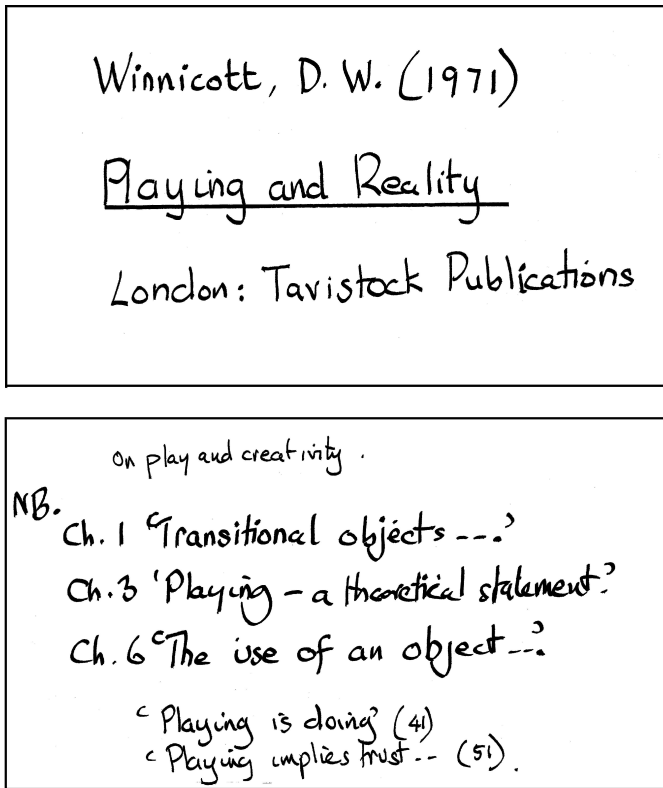 Winnicott, D. W. (1971)
Playing and Reality
London: Tavistock Publications
On play and creativity.
NB.
Ch. 1 'Transitional objects ---.'
Ch. 3 'Playing – a theoretical statement.'
Ch. 6 'The use of an object --.'
'Playing is doing' (41)
'Playing implies trust -- (51).